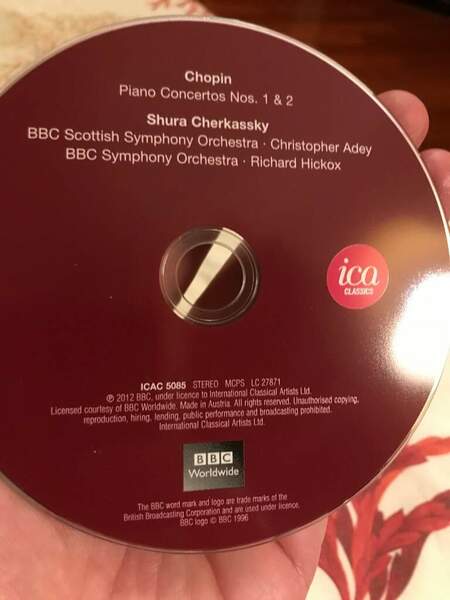 Chopin
Piano Concertos Nos. 1 & 2
Shura Cherkassky
BBC Scottish Symphony Orchestra · Christopher Adey
BBC Symphony Orchestra · Richard Hickox
ica
CLASSICS
ICAC 5085 STEREO MCPS LC 27871
℗ 2012 BBC, under licence to International Classical Artists Ltd.
Licensed courtesy of BBC Worldwide. Made in Austria. All rights reserved. Unauthorised copying,
reproduction, hiring, lending, public performance and broadcasting prohibited.
International Classical Artists Ltd.
BBC
Worldwide
The BBC word mark and logo are trade marks of the
British Broadcasting Corporation and are used under licence.
BBC logo © BBC 1996